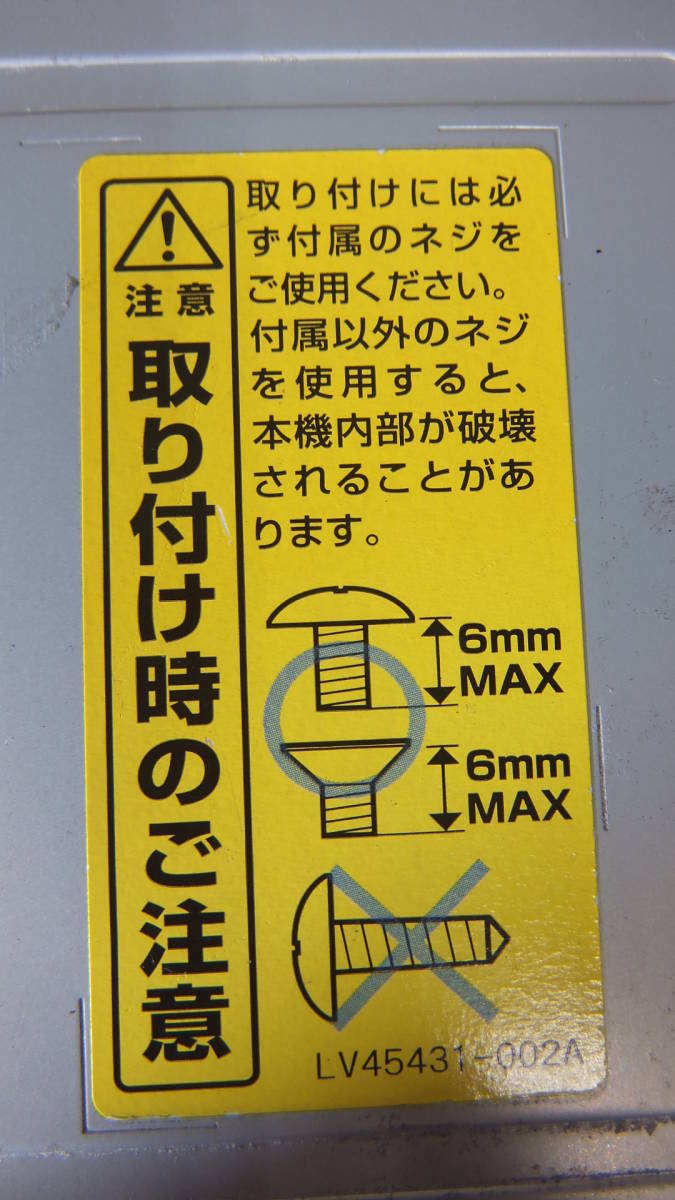 注意
取り付け時のご注意
取り付けには必
ず付属のネジを
ご使用ください。
付属以外のネジ
を使用すると、
本機内部が破壊
されることがあ
ります。
6mm
MAX
6mm
MAX
LV45431-002A